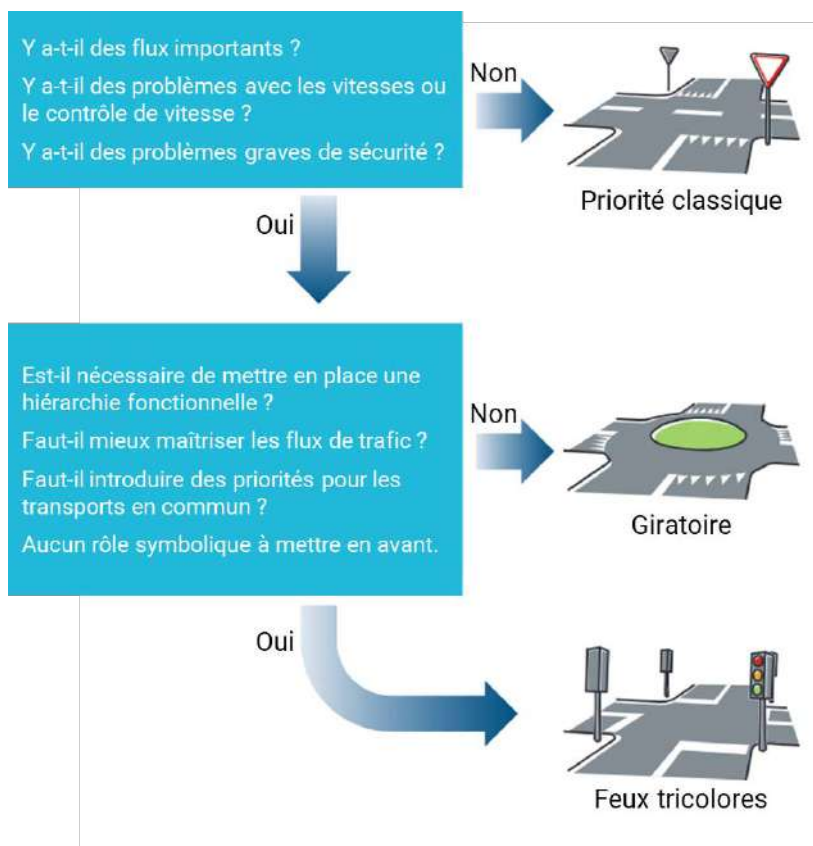 Y a-t-il des flux importants ?
Y a-t-il des problèmes avec les vitesses ou
le contrôle de vitesse ?
Y a-t-il des problèmes graves de sécurité ?
Non
Priorité classique
Oui
Est-il nécessaire de mettre en place une
hiérarchie fonctionnelle ?
Faut-il mieux maîtriser les flux de trafic ?
Faut-il introduire des priorités pour les
transports en commun ?
Aucun rôle symbolique à mettre en avant.
Non
Giratoire
Oui
Feux tricolores